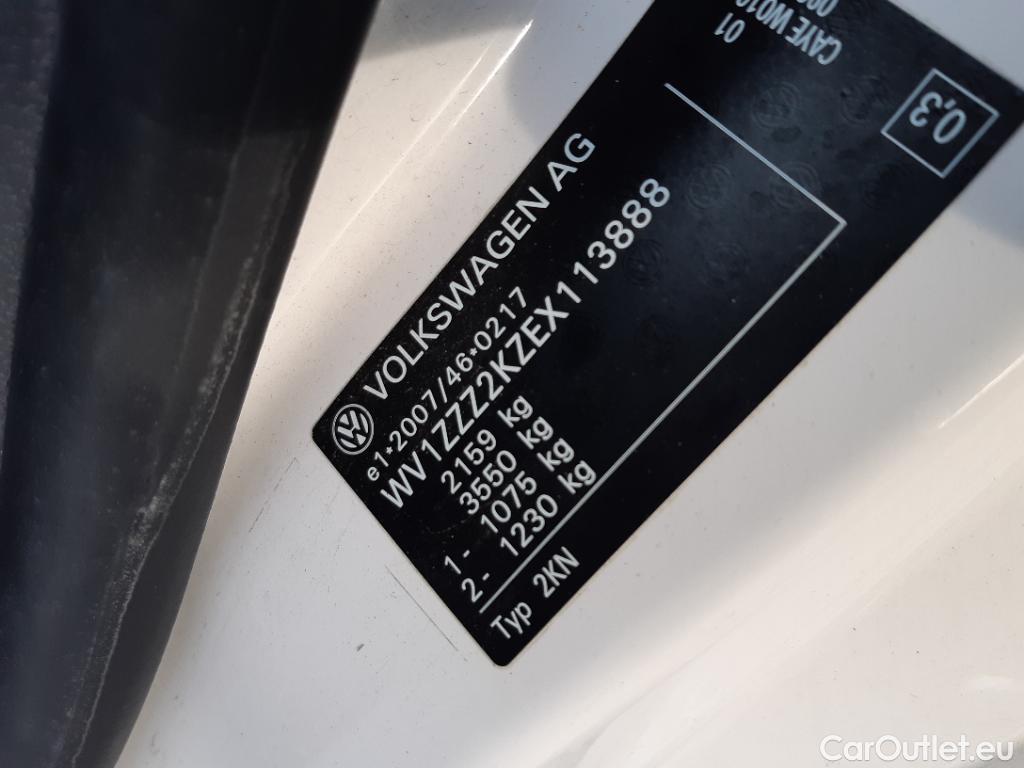 VOLKSWAGEN AG
e1*2007/46*0217
WV1ZZZ2KZEX113888
2159 kg
3550 kg
1- 1075 kg
2- 1230 kg
Typ 2KN
01
0,3
CarOutlet.eu